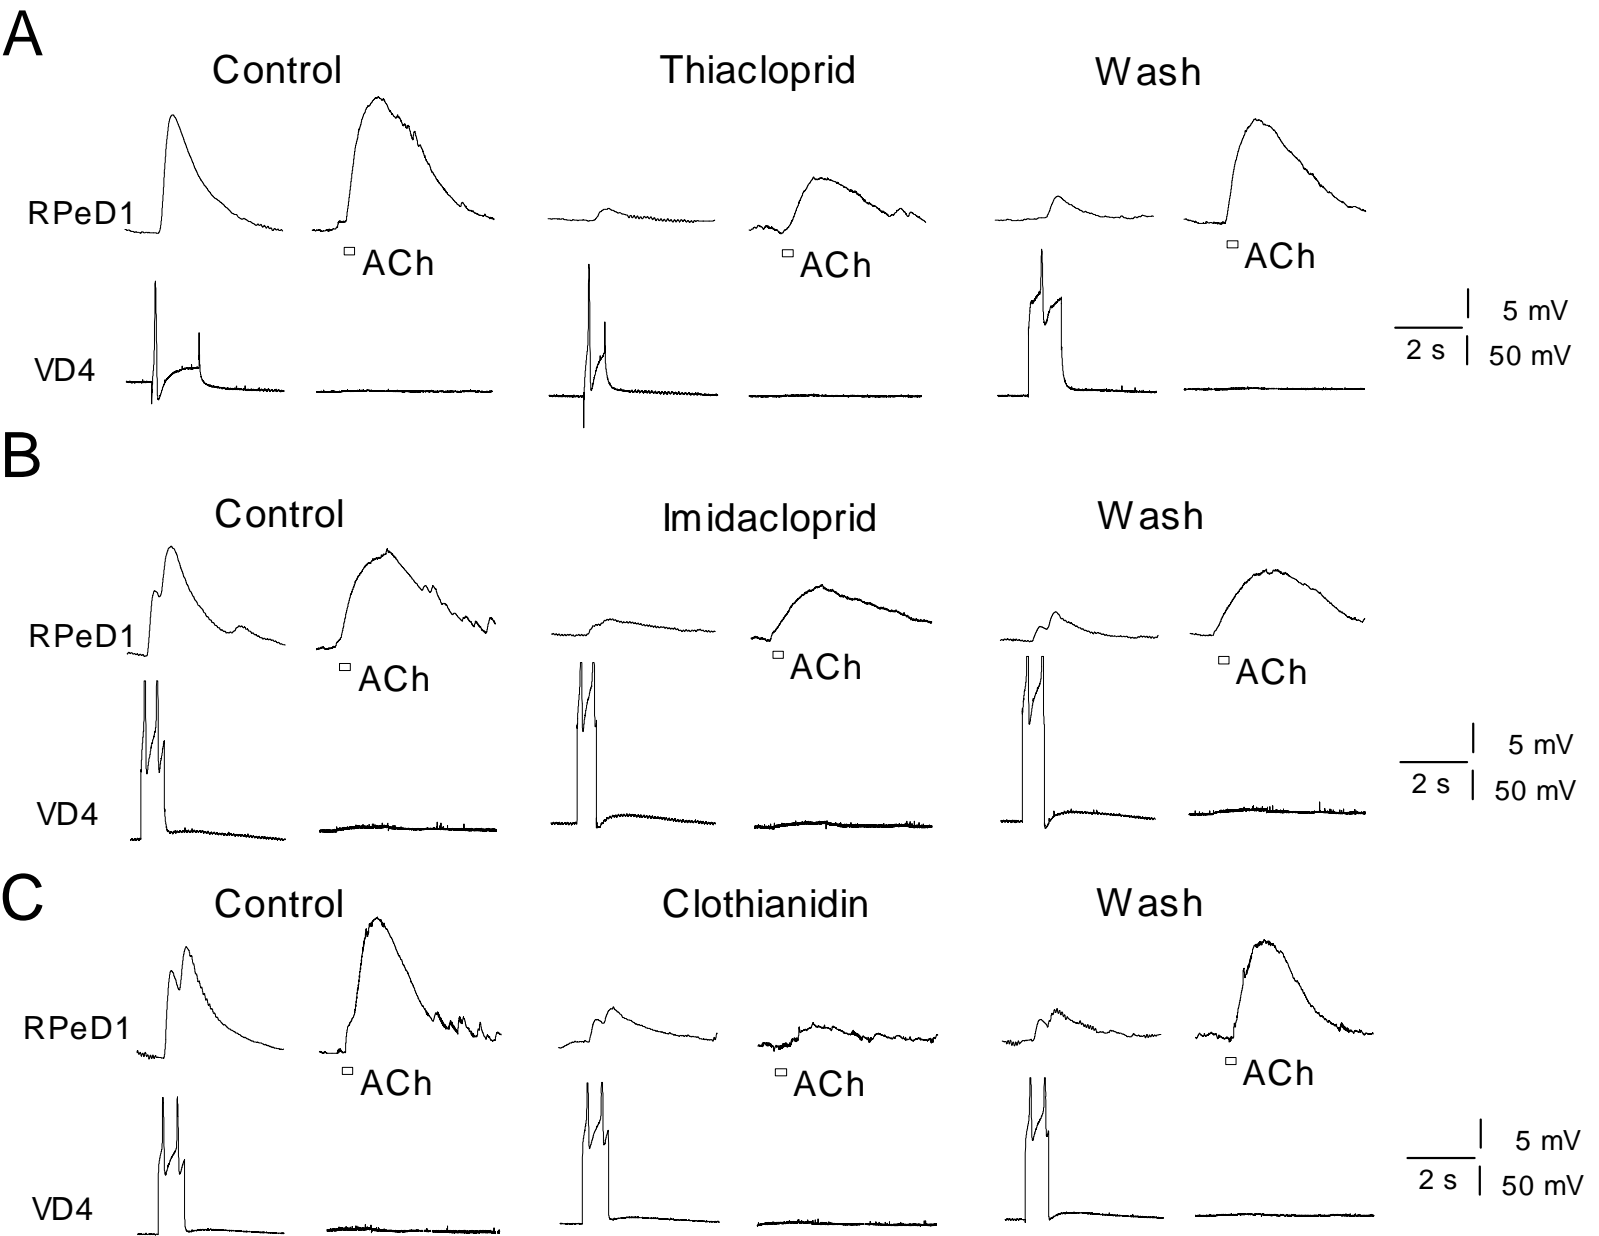 A
Control Thiacloprid Wash
RPeD1
ACh ACh ACh
5 mV
VD4
2 s 50 mV
B
Control Imidacloprid Wash
RPeD1
ACh ACh ACh
5 mV
2 s 50 mV
VD4
C
Control Clothianidin Wash
RPeD1
ACh ACh ACh
5 mV
2 s 50 mV
VD4